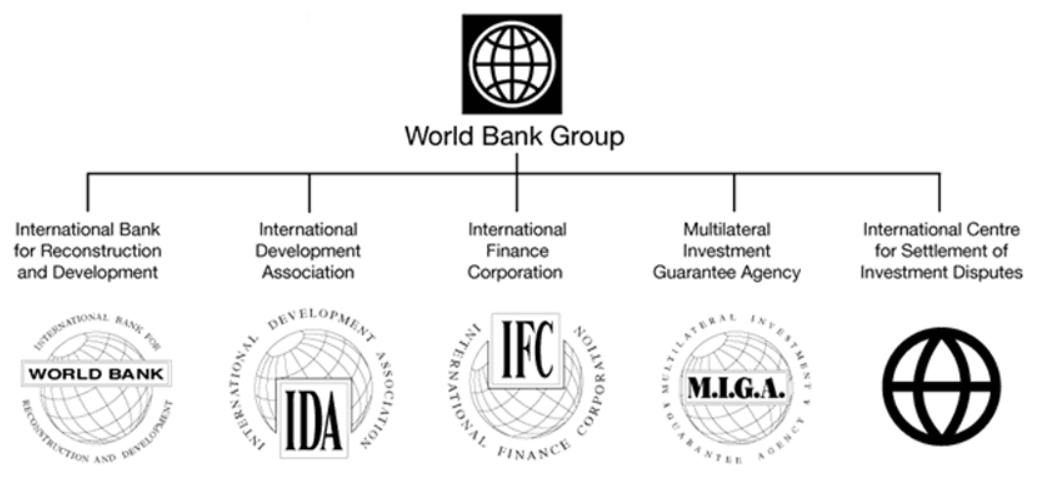 World Bank Group
International Bank
for Reconstruction
and Development
International
Development
Association
International
Finance
Corporation
Multilateral
Investment
Guarantee Agency
International Centre
for Settlement of
Investment Disputes
INTERNATIONAL BANK FOR
WORLD BANK
RECONSTRUCTION AND DEVELOPMENT
INTERNATIONAL DEVELOPMENT ASSOCIATION
IDA
IFC
INTERNATIONAL FINANCE CORPORATION
MULTILATERAL INVESTMENT
M.I.G.A.
GUARANTEE AGENCY